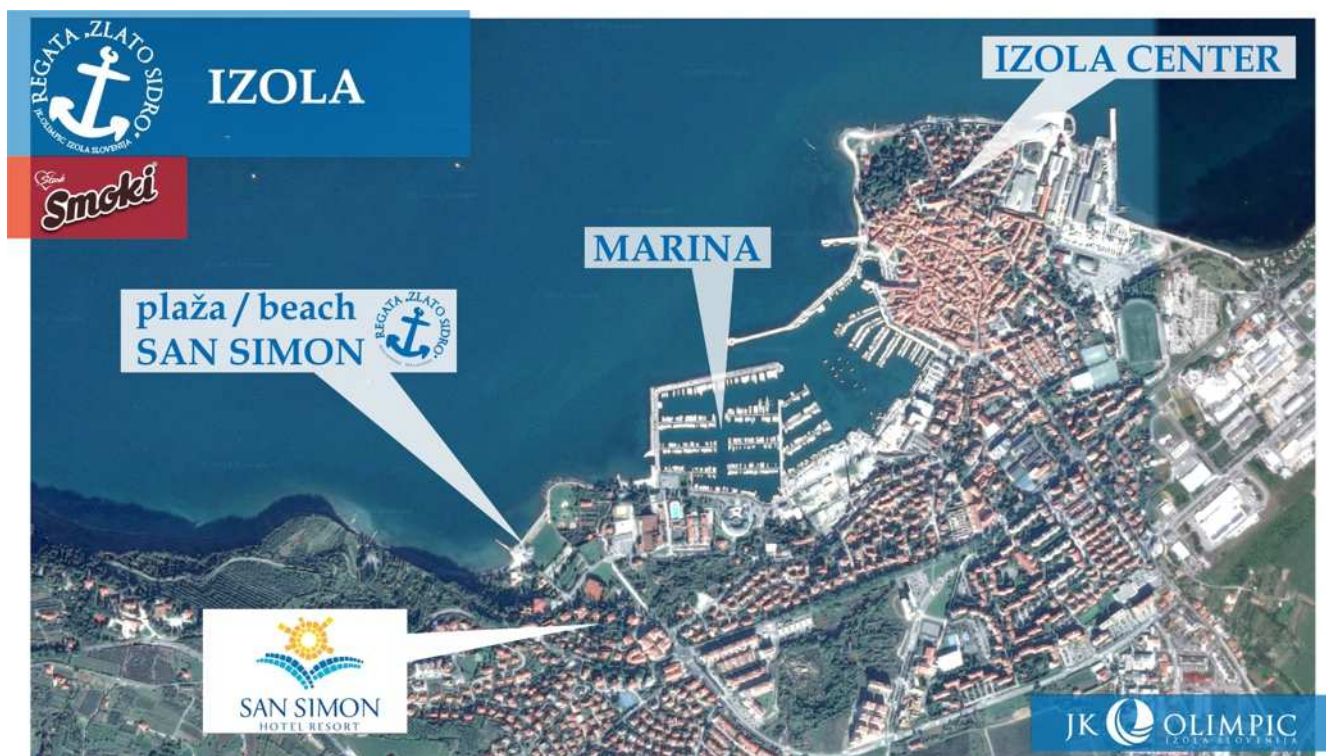 REGATA „ZLATO SIDRO“
JK OLIMPIC IZOLA SLOVENIJA
IZOLA
Štark
Smoki®
IZOLA CENTER
MARINA
plaža / beach
SAN SIMON
REGATA „ZLATO SIDRO“
SAN SIMON
HOTEL RESORT
JK OLIMPIC
IZOLA SLOVENIJA